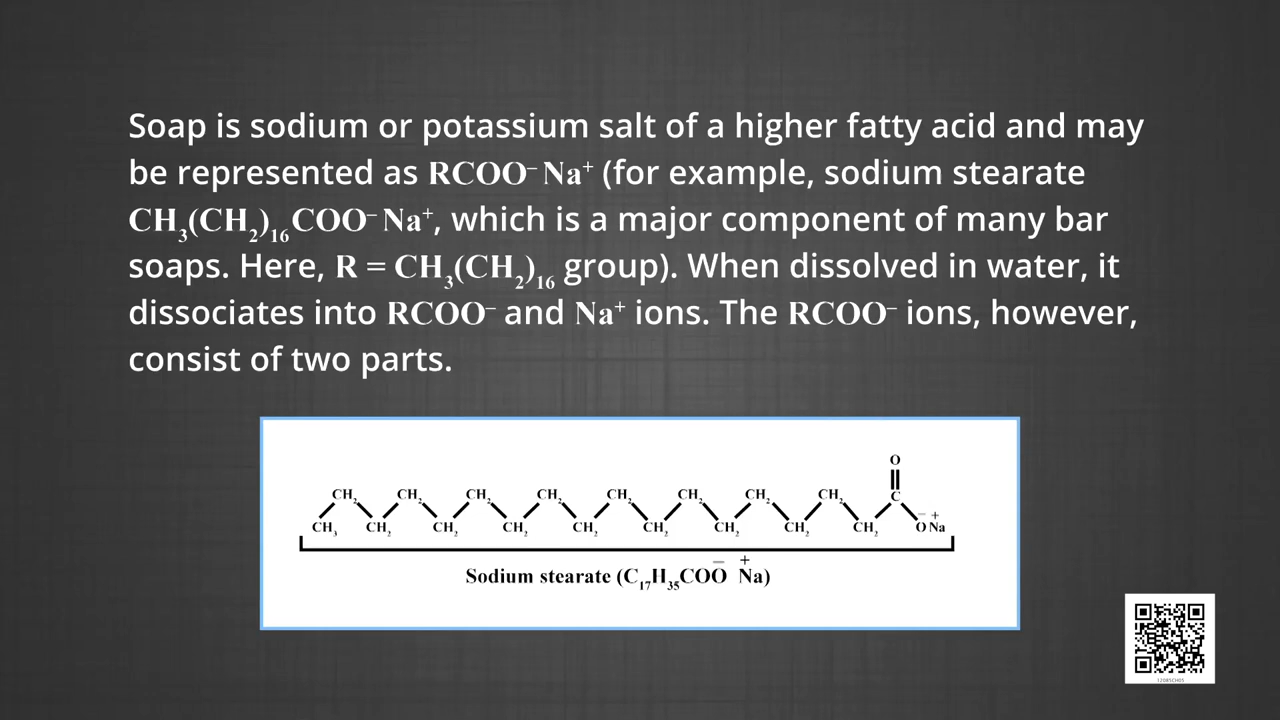 Soap is sodium or potassium salt of a higher fatty acid and may
be represented as RCOO⁻ Na⁺ (for example, sodium stearate
CH₃(CH₂)₁₆COO⁻ Na⁺, which is a major component of many bar
soaps. Here, R = CH₃(CH₂)₁₆ group). When dissolved in water, it
dissociates into RCOO⁻ and Na⁺ ions. The RCOO⁻ ions, however,
consist of two parts.
O
CH₂ CH₂ CH₂ CH₂ CH₂ CH₂ CH₂ CH₂ C
CH₃ CH₂ CH₂ CH₂ CH₂ CH₂ CH₂ CH₂ CH₂ O⁻ Na⁺
Sodium stearate (C₁₇H₃₅COO⁻ Na⁺)
12085CH05